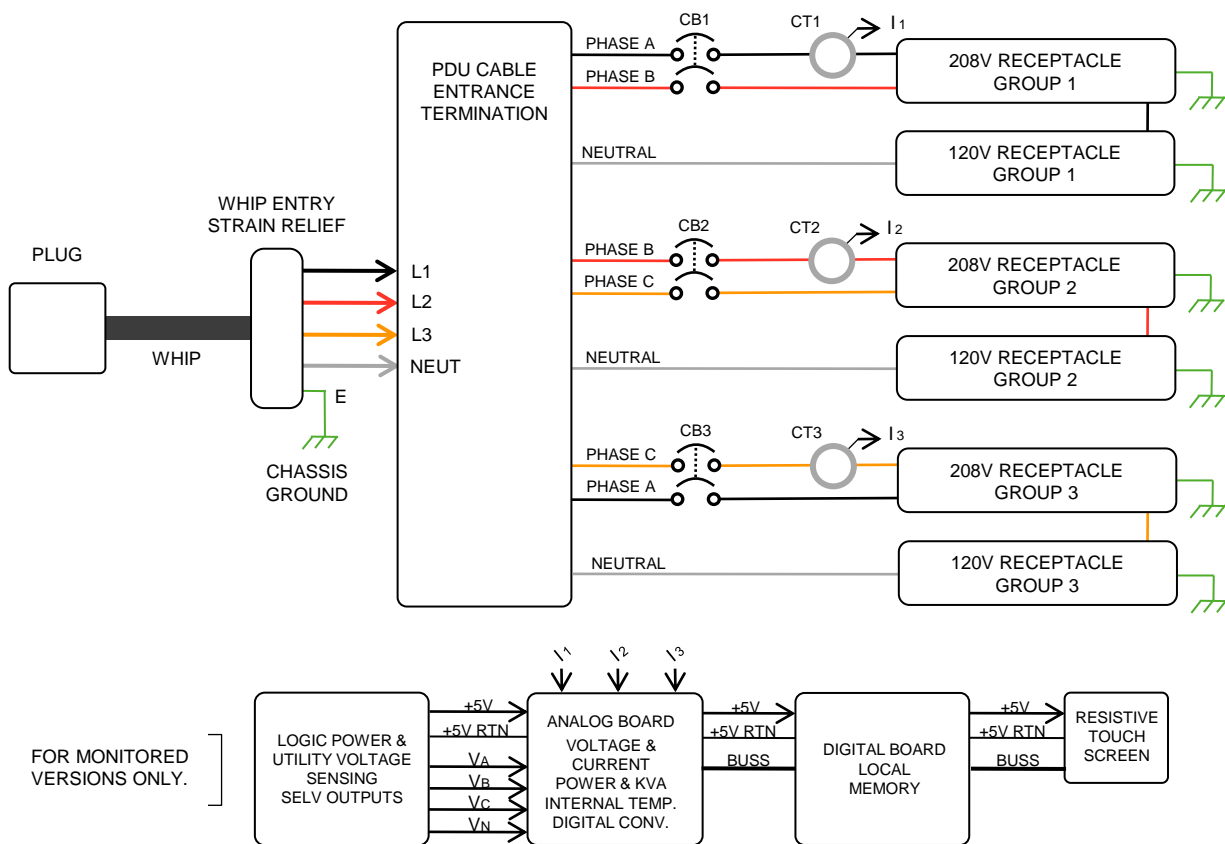 PLUG
WHIP
WHIP ENTRY
STRAIN RELIEF
E
CHASSIS
GROUND
PDU CABLE
ENTRANCE
TERMINATION
L1
L2
L3
NEUT
PHASE A
PHASE B
CB1
CT1
I1
208V RECEPTACLE
GROUP 1
NEUTRAL
120V RECEPTACLE
GROUP 1
PHASE B
PHASE C
CB2
CT2
I2
208V RECEPTACLE
GROUP 2
NEUTRAL
120V RECEPTACLE
GROUP 2
PHASE C
PHASE A
CB3
CT3
I3
208V RECEPTACLE
GROUP 3
NEUTRAL
120V RECEPTACLE
GROUP 3
FOR MONITORED
VERSIONS ONLY.
LOGIC POWER &
UTILITY VOLTAGE
SENSING
SELV OUTPUTS
+5V
+5V RTN
VA
VB
VC
VN
I1
I2
I3
ANALOG BOARD
VOLTAGE &
CURRENT
POWER & KVA
INTERNAL TEMP.
DIGITAL CONV.
+5V
+5V RTN
BUSS
DIGITAL BOARD
LOCAL
MEMORY
+5V
+5V RTN
BUSS
RESISTIVE
TOUCH
SCREEN